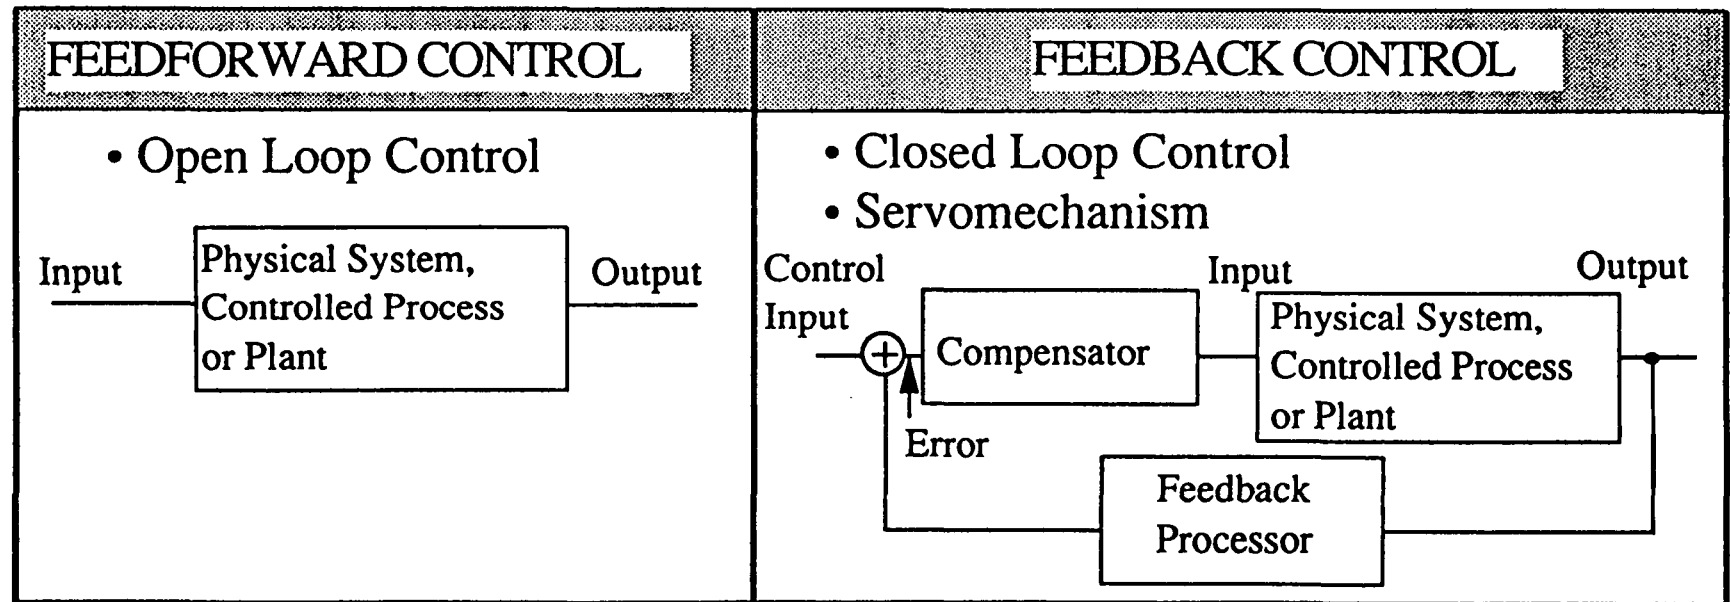 FEEDFORWARD CONTROL
• Open Loop Control
Input
Physical System,
Controlled Process
or Plant
Output
FEEDBACK CONTROL
• Closed Loop Control
• Servomechanism
Control
Input
+
Error
Compensator
Input
Physical System,
Controlled Process
or Plant
Output
Feedback
Processor